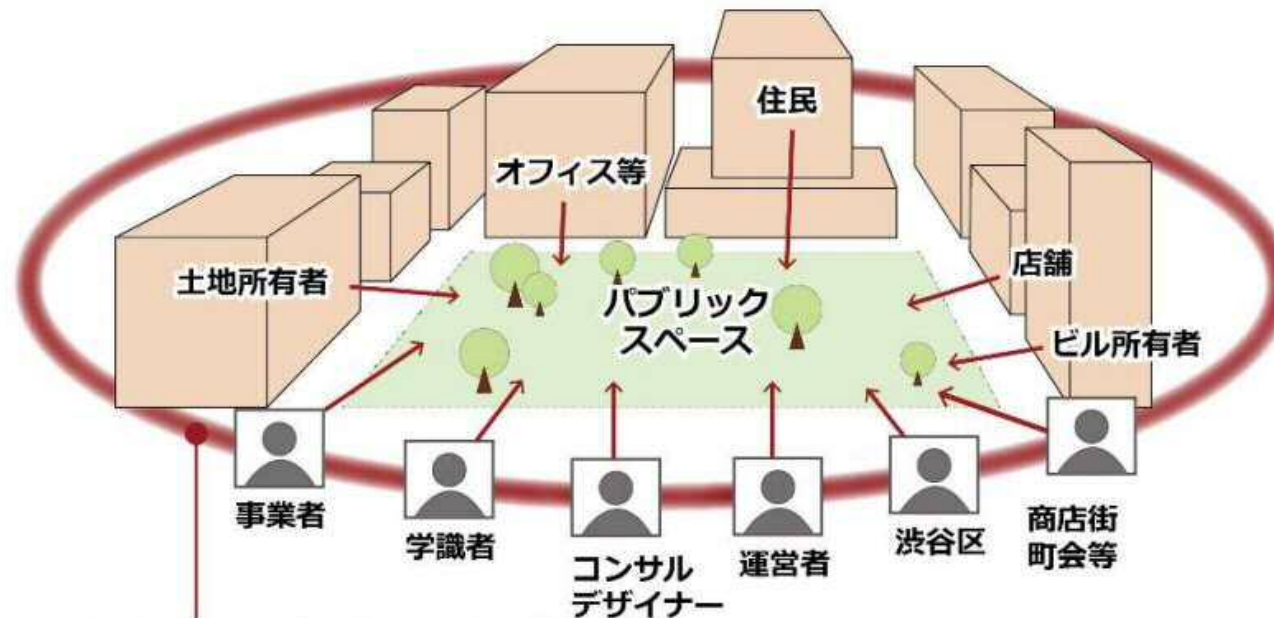 住民
オフィス等
土地所有者
店舗
パブリック
スペース
ビル所有者
事業者
学識者
コンサル
デザイナー
運営者
渋谷区
商店街
町会等